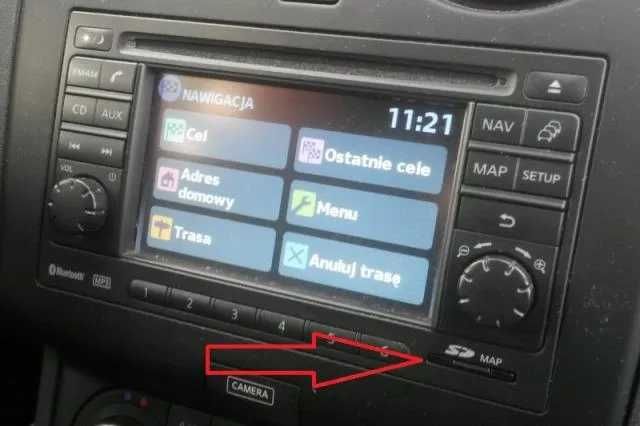 FM·AM
CD AUX
VOL
Bluetooth MP3
NAWIGACJA 11:21
Cel Ostatnie cele
Adres
domowy
Menu
Trasa Anuluj trasę
NAV
MAP SETUP
1 2 3 4 5 6
SD MAP
CAMERA